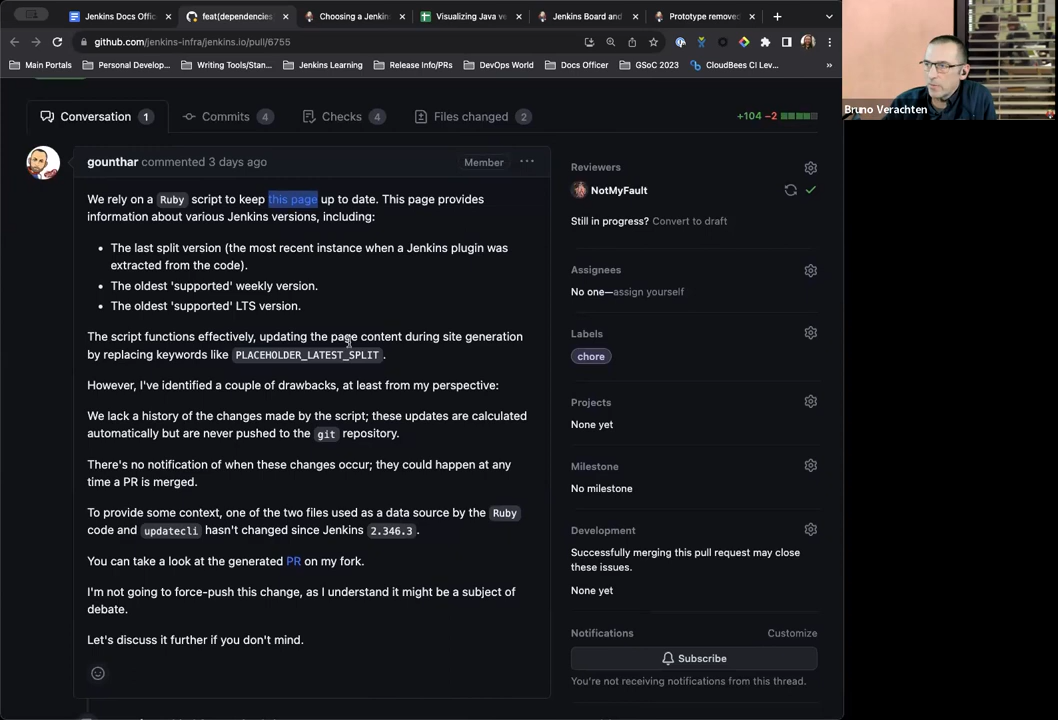 Jenkins Docs Offic
feat(dependencies
Choosing a Jenkin
Visualizing Java ve
Jenkins Board and
Prototype removed
github.com/jenkins-infra/jenkins.io/pull/6755
Main Portals
Personal Develop...
Writing Tools/Stan...
Jenkins Learning
Release Info/PRs
DevOps World
Docs Officer
GSoC 2023
CloudBees CI Lev...
Bruno Verachten
Conversation 1
Commits 4
Checks 4
Files changed 2
+104 −2
gounthar commented 3 days ago
Member
We rely on a Ruby script to keep this page up to date. This page provides
information about various Jenkins versions, including:
• The last split version (the most recent instance when a Jenkins plugin was
extracted from the code).
• The oldest 'supported' weekly version.
• The oldest 'supported' LTS version.
The script functions effectively, updating the page content during site generation
by replacing keywords like PLACEHOLDER_LATEST_SPLIT.
However, I've identified a couple of drawbacks, at least from my perspective:
We lack a history of the changes made by the script; these updates are calculated
automatically but are never pushed to the git repository.
There's no notification of when these changes occur; they could happen at any
time a PR is merged.
To provide some context, one of the two files used as a data source by the Ruby
code and updatecli hasn't changed since Jenkins 2.346.3.
You can take a look at the generated PR on my fork.
I'm not going to force-push this change, as I understand it might be a subject of
debate.
Let's discuss it further if you don't mind.
Reviewers
NotMyFault
Still in progress? Convert to draft
Assignees
No one—assign yourself
Labels
chore
Projects
None yet
Milestone
No milestone
Development
Successfully merging this pull request may close
these issues.
None yet
Notifications
Customize
Subscribe
You're not receiving notifications from this thread.